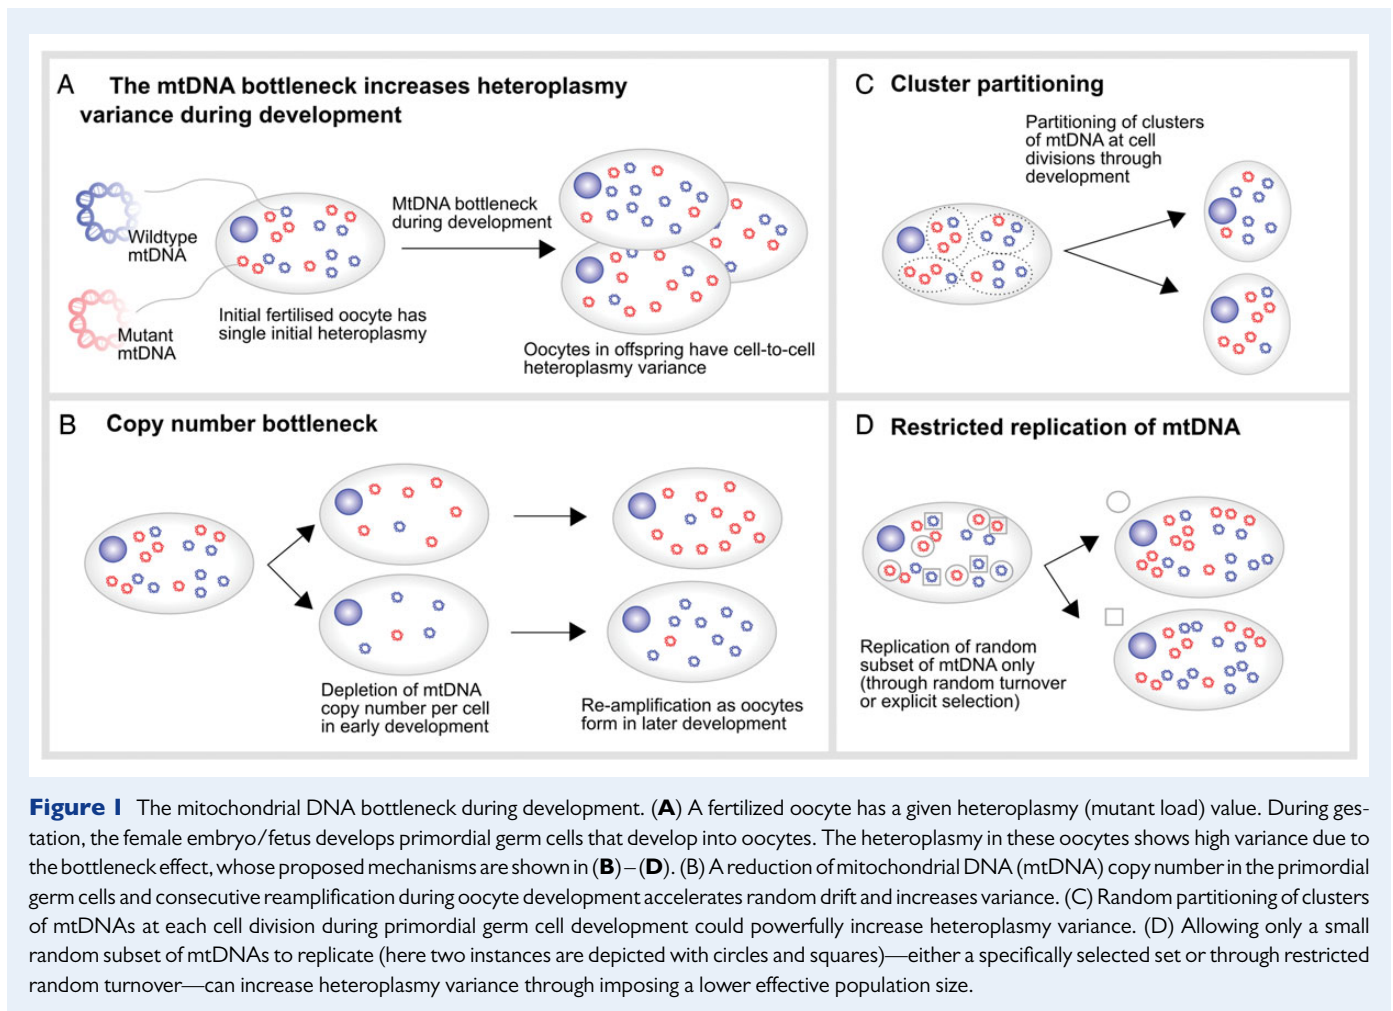 A The mtDNA bottleneck increases heteroplasmy
variance during development
Wildtype
mtDNA
Mutant
mtDNA
Initial fertilised oocyte has
single initial heteroplasmy
MtDNA bottleneck
during development
Oocytes in offspring have cell-to-cell
heteroplasmy variance
B Copy number bottleneck
Depletion of mtDNA
copy number per cell
in early development
Re-amplification as oocytes
form in later development
C Cluster partitioning
Partitioning of clusters
of mtDNA at cell
divisions through
development
D Restricted replication of mtDNA
Replication of random
subset of mtDNA only
(through random turnover
or explicit selection)
Figure 1 The mitochondrial DNA bottleneck during development. (A) A fertilized oocyte has a given heteroplasmy (mutant load) value. During ges-
tation, the female embryo/fetus develops primordial germ cells that develop into oocytes. The heteroplasmy in these oocytes shows high variance due to
the bottleneck effect, whose proposed mechanisms are shown in (B)–(D). (B) A reduction of mitochondrial DNA (mtDNA) copy number in the primordial
germ cells and consecutive reamplification during oocyte development accelerates random drift and increases variance. (C) Random partitioning of clusters
of mtDNAs at each cell division during primordial germ cell development could powerfully increase heteroplasmy variance. (D) Allowing only a small
random subset of mtDNAs to replicate (here two instances are depicted with circles and squares)—either a specifically selected set or through restricted
random turnover—can increase heteroplasmy variance through imposing a lower effective population size.